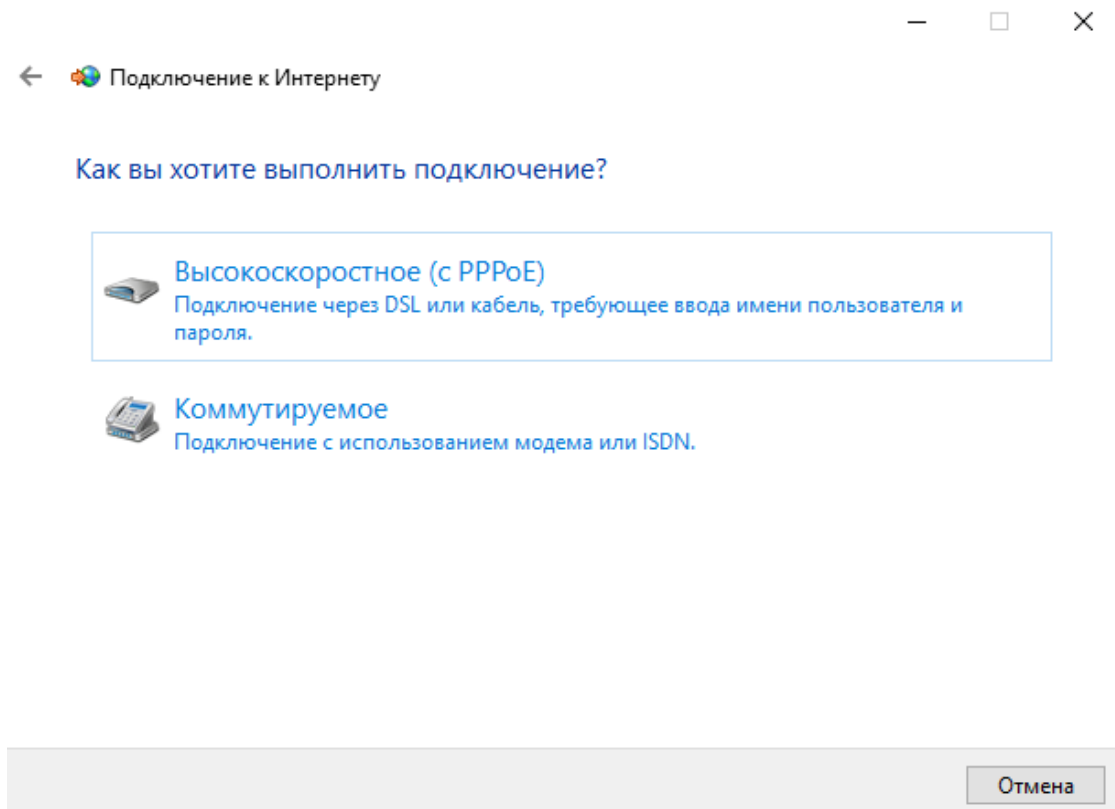 Подключение к Интернету
Как вы хотите выполнить подключение?
Высокоскоростное (с PPPoE)
Подключение через DSL или кабель, требующее ввода имени пользователя и
пароля.
Коммутируемое
Подключение с использованием модема или ISDN.
Отмена